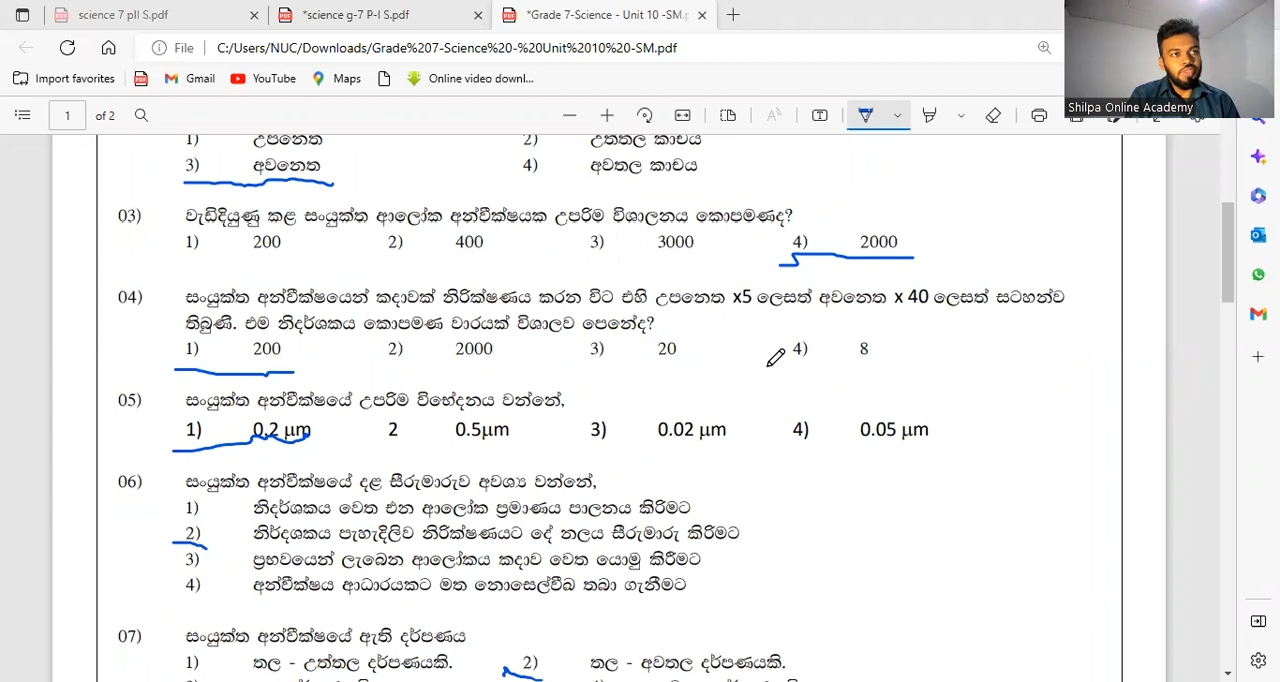 science 7 pII S.pdf
*science g-7 P-I S.pdf
*Grade 7-Science - Unit 10 -SM.p
File C:/Users/NUC/Downloads/Grade%207-Science%20-%20Unit%2010%20-SM.pdf
Import favorites Gmail YouTube Maps Online video downl...
Shilpa Online Academy
1 of 2
1) උපනෙත 2) උත්තල කාචය
3) අවනෙත 4) අවතල කාචය
03) වැඩිදියුණු කළ සංයුක්ත ආලෝක අන්වීක්ෂයක උපරිම විශාලනය කොපමණද?
1) 200 2) 400 3) 3000 4) 2000
04) සංයුක්ත අන්වීක්ෂයෙන් කදාවක් නිරීක්ෂණය කරන විට එහි උපනෙත x5 ලෙසත් අවනෙත x 40 ලෙසත් සටහන්ව
තිබුණි. එම නිදර්ශකය කොපමණ වාරයක් විශාලව පෙනේද?
1) 200 2) 2000 3) 20 4) 8
05) සංයුක්ත අන්වීක්ෂයේ උපරිම විභේදනය වන්නේ,
1) 0.2 µm 2 0.5µm 3) 0.02 µm 4) 0.05 µm
06) සංයුක්ත අන්වීක්ෂයේ දළ සීරුමාරුව අවශ්‍ය වන්නේ,
1) නිදර්ශකය වෙත එන ආලෝක ප්‍රමාණය පාලනය කිරීමට
2) නිර්දශකය පැහැදිලිව නිරීක්ෂණයට දේ නලය සීරුමාරු කිරීමට
3) ප්‍රභවයෙන් ලැබෙන ආලෝකය කදාව වෙත යොමු කිරීමට
4) අන්වීක්ෂය ආධාරයකට මත නොසෙල්වීඛ තබා ගැනීමට
07) සංයුක්ත අන්වීක්ෂයේ ඇති දර්පණය
1) තල - උත්තල දර්පණයකි. 2) තල - අවතල දර්පණයකි.